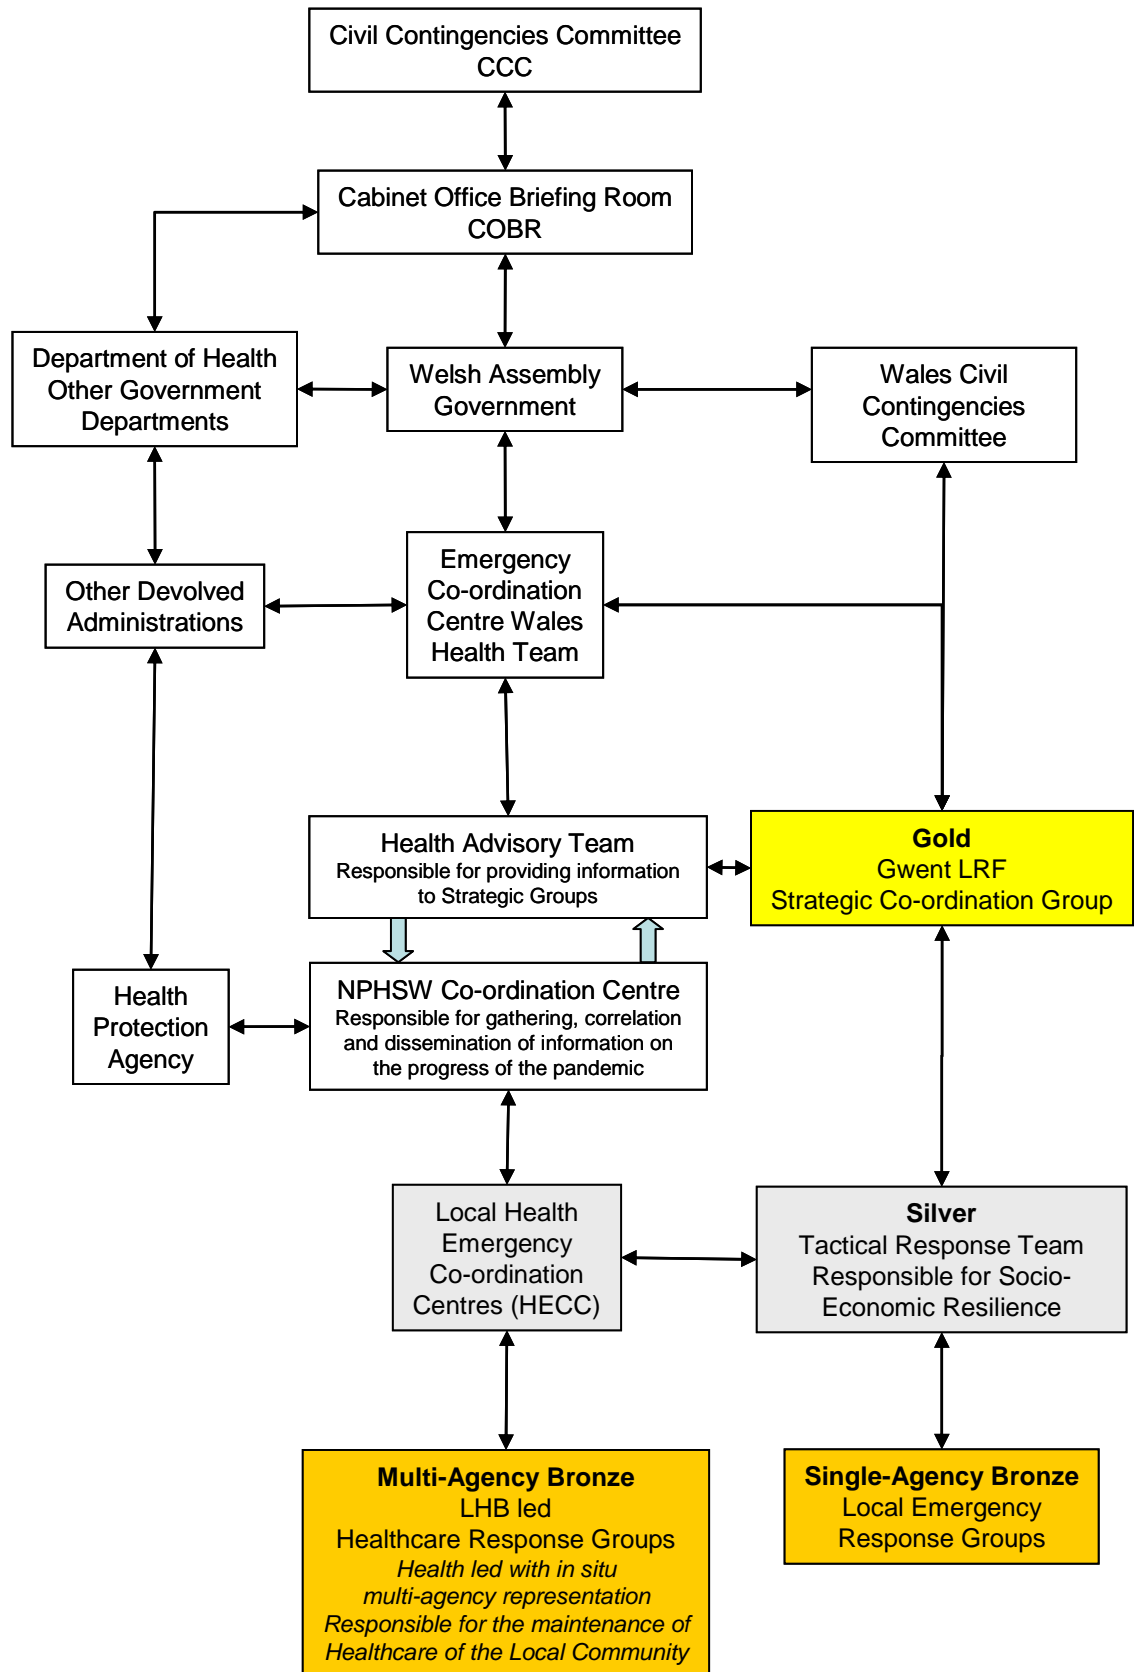 Civil Contingencies Committee
CCC
Cabinet Office Briefing Room
COBR
Department of Health
Other Government
Departments
Welsh Assembly
Government
Wales Civil
Contingencies
Committee
Other Devolved
Administrations
Emergency
Co-ordination
Centre Wales
Health Team
Health Advisory Team
Responsible for providing information
to Strategic Groups
Gold
Gwent LRF
Strategic Co-ordination Group
Health
Protection
Agency
NPHSW Co-ordination Centre
Responsible for gathering, correlation
and dissemination of information on
the progress of the pandemic
Local Health
Emergency
Co-ordination
Centres (HECC)
Silver
Tactical Response Team
Responsible for Socio-
Economic Resilience
Multi-Agency Bronze
LHB led
Healthcare Response Groups
Health led with in situ
multi-agency representation
Responsible for the maintenance of
Healthcare of the Local Community
Single-Agency Bronze
Local Emergency
Response Groups